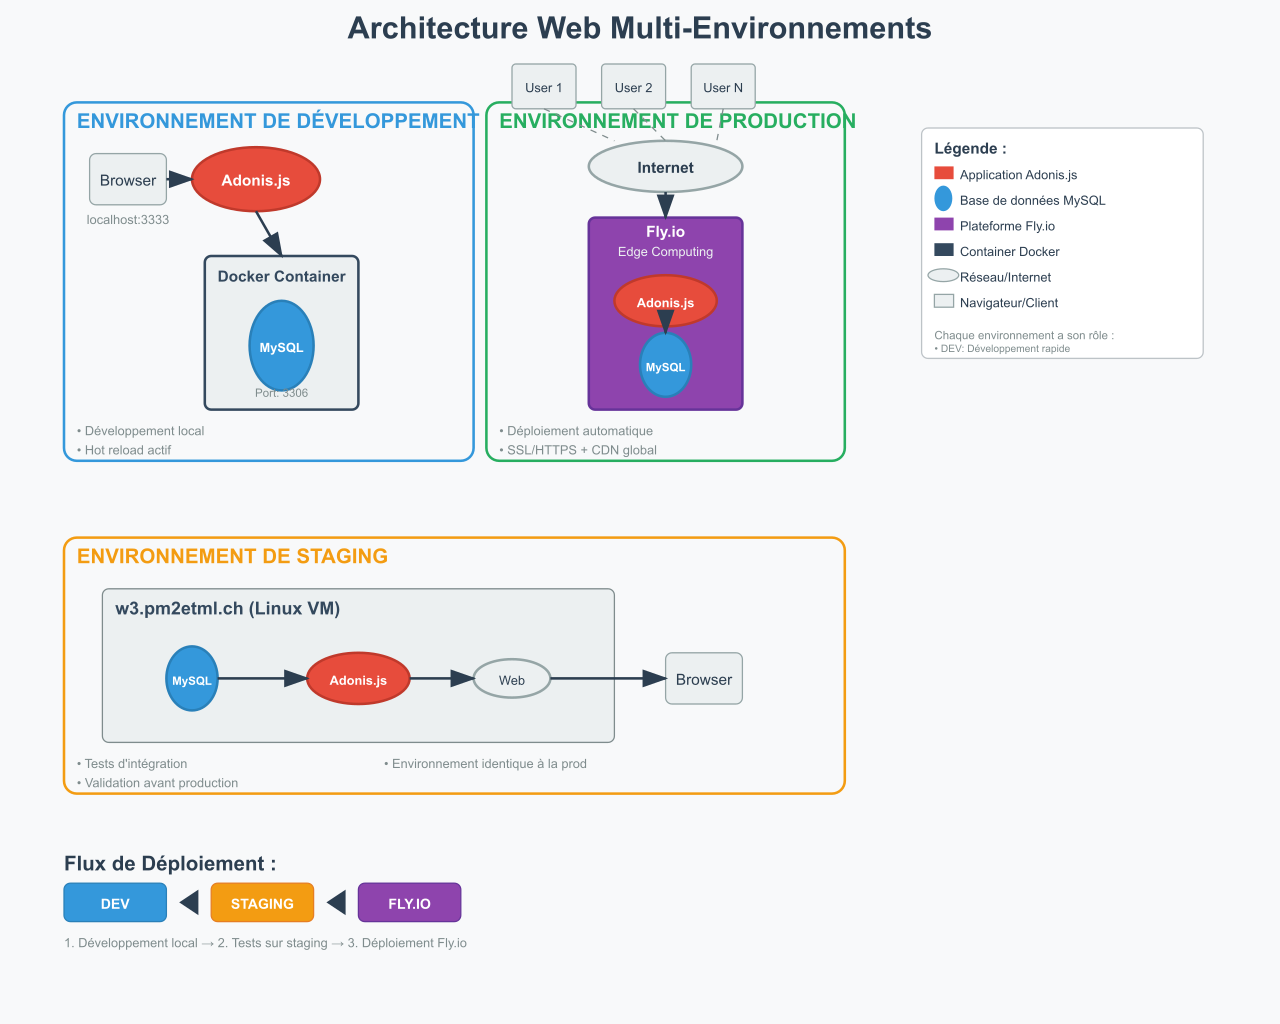 Architecture Web Multi-Environnements
User 1
User 2
User N
ENVIRONNEMENT DE DÉVELOPPEMENT
Browser
localhost:3333
Adonis.js
Docker Container
MySQL
Port: 3306
• Développement local
• Hot reload actif
ENVIRONNEMENT DE PRODUCTION
Internet
Fly.io
Edge Computing
Adonis.js
MySQL
• Déploiement automatique
• SSL/HTTPS + CDN global
Légende :
Application Adonis.js
Base de données MySQL
Plateforme Fly.io
Container Docker
Réseau/Internet
Navigateur/Client
Chaque environnement a son rôle :
• DEV: Développement rapide
ENVIRONNEMENT DE STAGING
w3.pm2etml.ch (Linux VM)
MySQL
Adonis.js
Web
Browser
• Tests d'intégration
• Environnement identique à la prod
• Validation avant production
Flux de Déploiement :
DEV
STAGING
FLY.IO
1. Développement local → 2. Tests sur staging → 3. Déploiement Fly.io